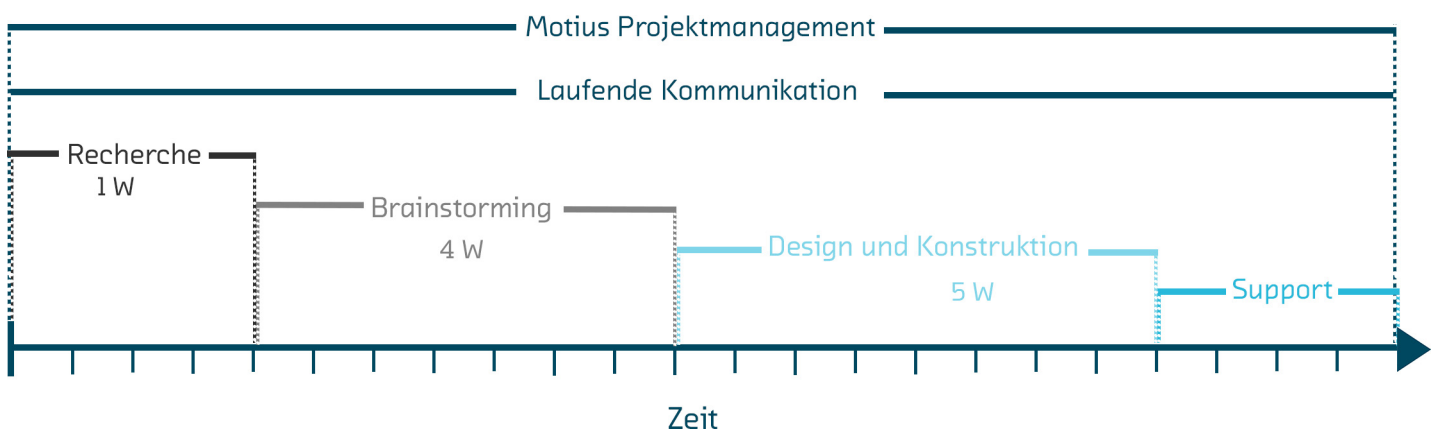 Motius Projektmanagement
Laufende Kommunikation
Recherche
1 W
Brainstorming
4 W
Design und Konstruktion
5 W
Support
Zeit